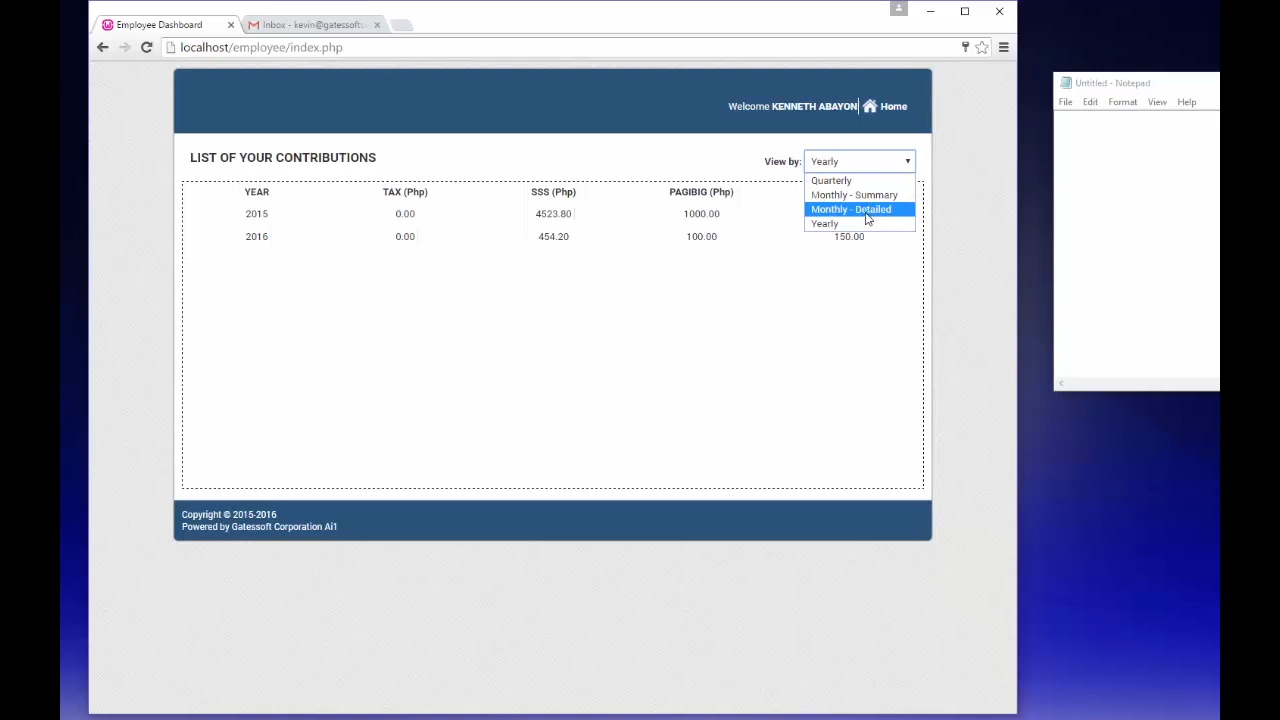 Employee Dashboard
Inbox - kevin@gatessoft
localhost/employee/index.php
Untitled - Notepad
File Edit Format View Help
Welcome KENNETH ABAYON Home
LIST OF YOUR CONTRIBUTIONS
View by: Yearly
Quarterly
Monthly - Summary
Monthly - Detailed
Yearly
YEAR TAX (Php) SSS (Php) PAGIBIG (Php)
2015 0.00 4523.80 1000.00
2016 0.00 454.20 100.00 150.00
Copyright © 2015-2016
Powered by Gatessoft Corporation Ai1